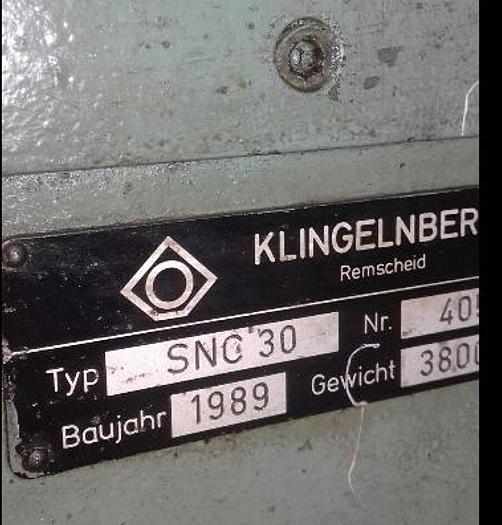 KLINGELNBER
Remscheid
Typ SNC 30 Nr. 405
Baujahr 1989 Gewicht 3800